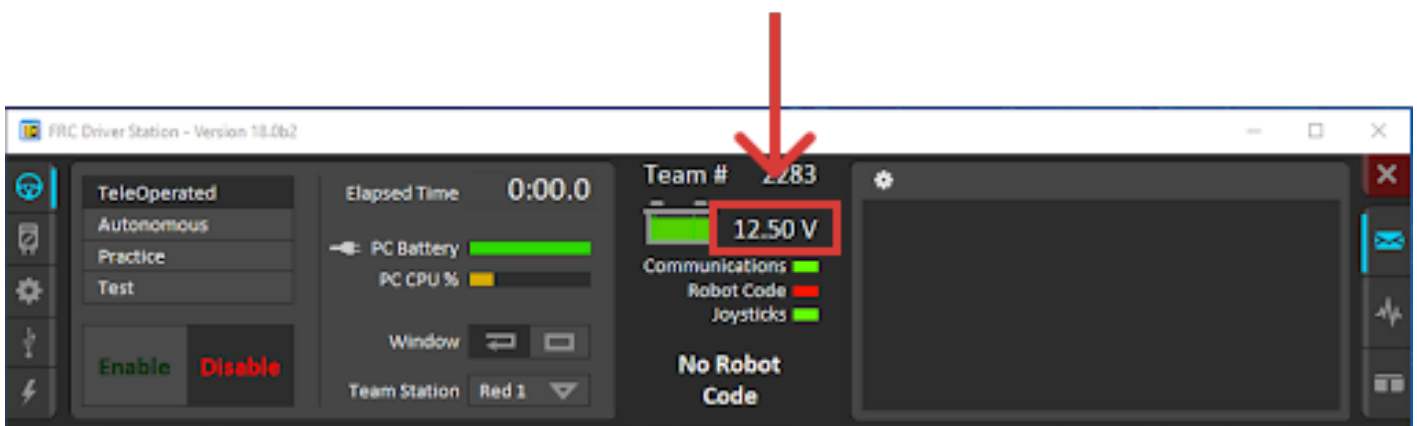 FRC Driver Station - Version 18.0b2
TeleOperated
Autonomous
Practice
Test
Enable Disable
Elapsed Time 0:00.0
PC Battery
PC CPU %
Window
Team Station Red 1
Team # 2283
12.50 V
Communications
Robot Code
Joysticks
No Robot
Code